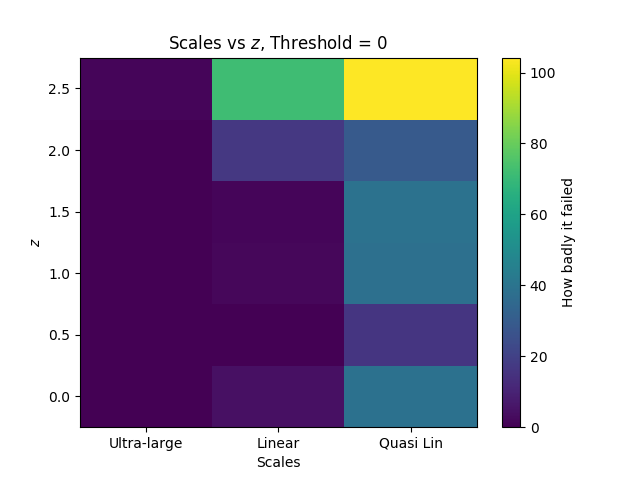 Scales vs z, Threshold = 0
2.5
2.0
1.5
1.0
0.5
0.0
z
Ultra-large
Linear
Quasi Lin
Scales
100
80
60
40
20
0
How badly it failed